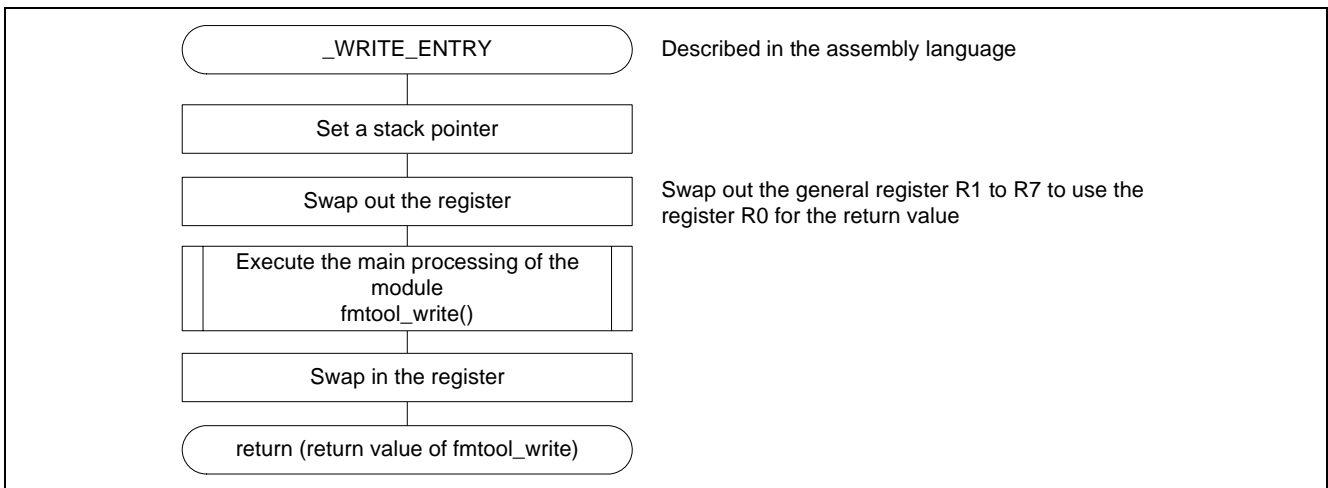 _WRITE_ENTRY
Described in the assembly language
Set a stack pointer
Swap out the register
Swap out the general register R1 to R7 to use the
register R0 for the return value
Execute the main processing of the
module
fmtool_write()
Swap in the register
return (return value of fmtool_write)